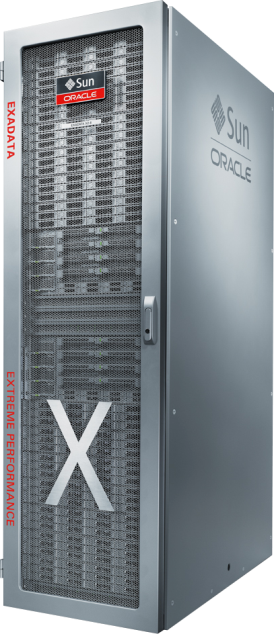 Sun
ORACLE
EXADATA
Sun
ORACLE
EXTREME PERFORMANCE
X